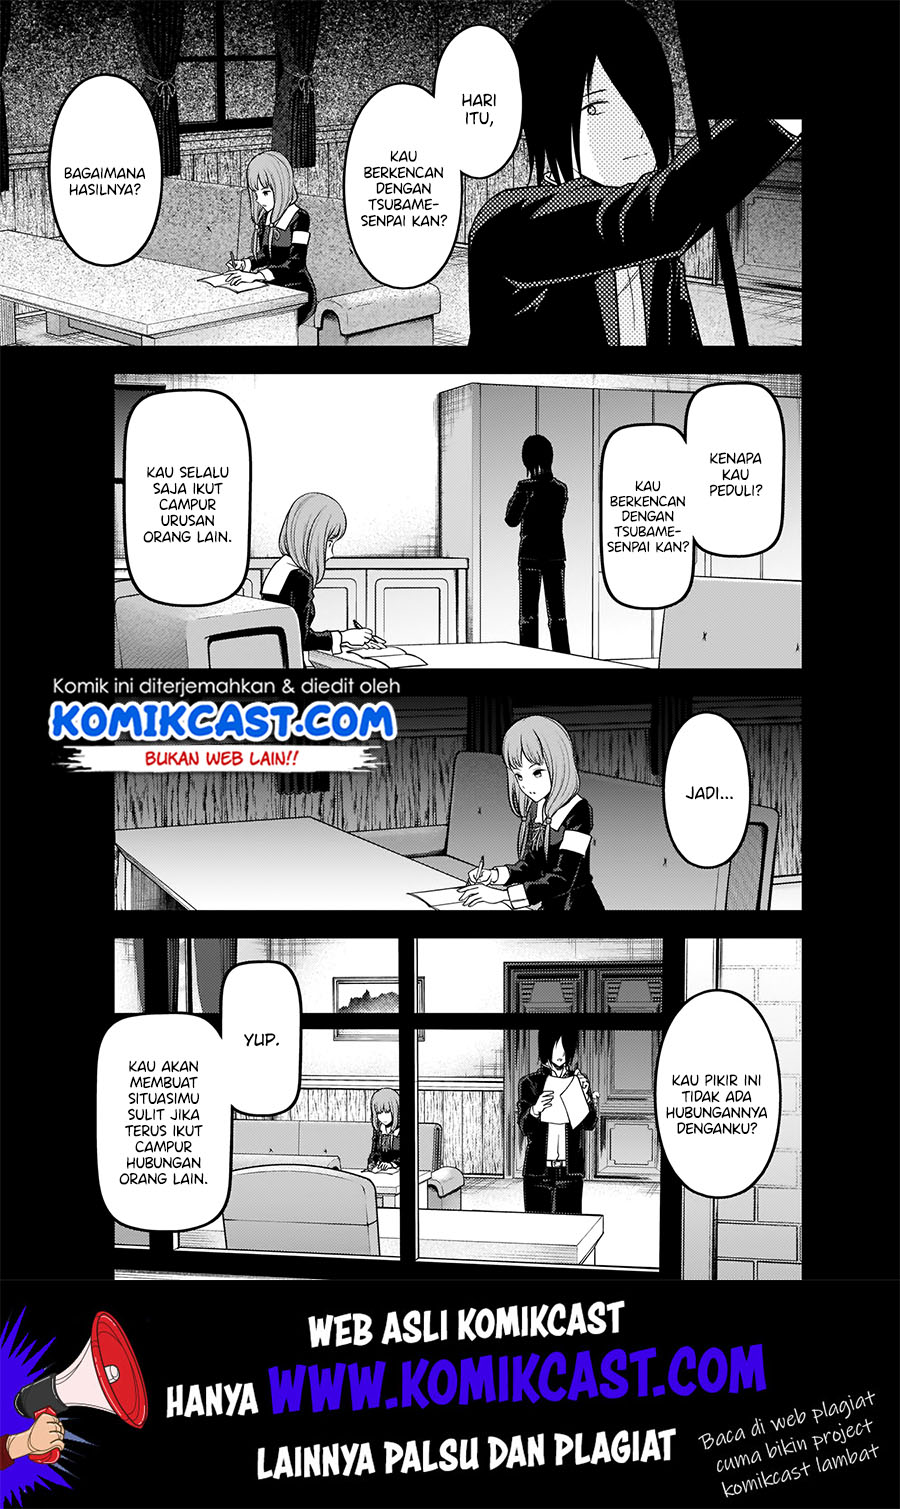 HARI
ITU,
KAU
BERKENCAN
DENGAN
TSUBAME-
SENPAI KAN?
BAGAIMANA
HASILNYA?
KENAPA
KAU
PEDULI?
KAU
BERKENCAN
DENGAN
TSUBAME-
SENPAI KAN?
KAU SELALU
SAJA IKUT
CAMPUR
URUSAN
ORANG LAIN.
Komik ini diterjemahkan & diedit oleh
KOMIKCAST.COM
BUKAN WEB LAIN!!
JADI...
KAU PIKIR INI
TIDAK ADA
HUBUNGANNYA
DENGANKU?
YUP.
KAU AKAN
MEMBUAT
SITUASIMU
SULIT JIKA
TERUS IKUT
CAMPUR
HUBUNGAN
ORANG LAIN.
WEB ASLI KOMIKCAST
HANYA WWW.KOMIKCAST.COM
LAINNYA PALSU DAN PLAGIAT
Baca di web plagiat
cuma bikin project
komikcast lambat